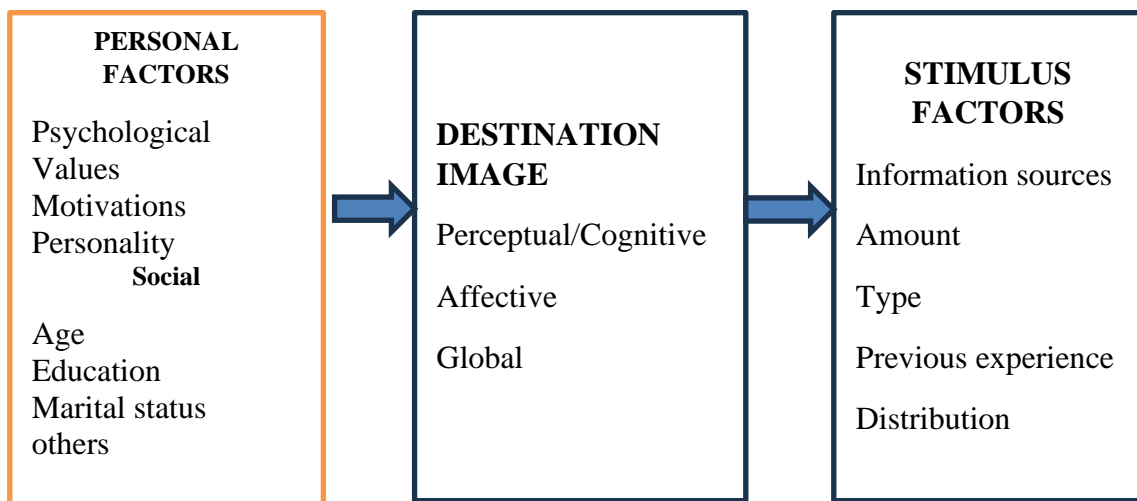 PERSONAL
FACTORS
Psychological
Values
Motivations
Personality
Social
Age
Education
Marital status
others
DESTINATION
IMAGE
Perceptual/Cognitive
Affective
Global
STIMULUS
FACTORS
Information sources
Amount
Type
Previous experience
Distribution